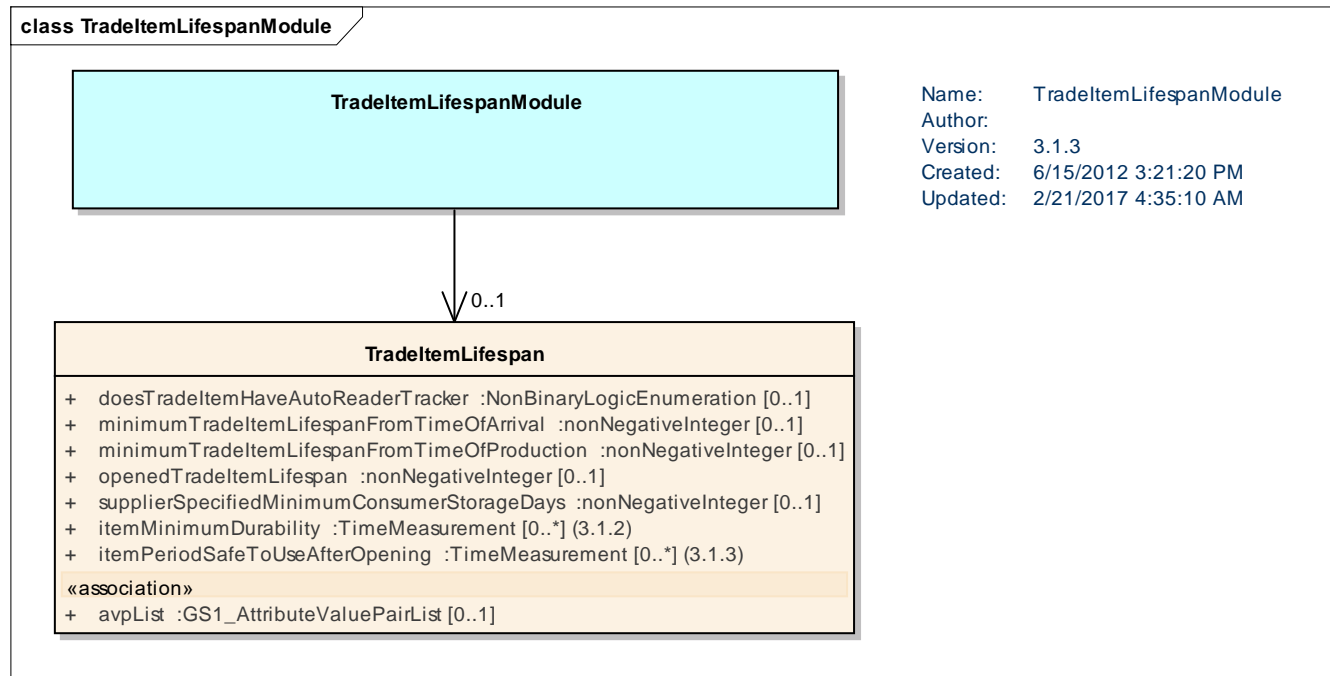 class TradeItemLifespanModule
TradeItemLifespanModule
Name: TradeItemLifespanModule
Author:
Version: 3.1.3
Created: 6/15/2012 3:21:20 PM
Updated: 2/21/2017 4:35:10 AM
0..1
TradeItemLifespan
+ doesTradeItemHaveAutoReaderTracker :NonBinaryLogicEnumeration [0..1]
+ minimumTradeItemLifespanFromTimeOfArrival :nonNegativeInteger [0..1]
+ minimumTradeItemLifespanFromTimeOfProduction :nonNegativeInteger [0..1]
+ openedTradeItemLifespan :nonNegativeInteger [0..1]
+ supplierSpecifiedMinimumConsumerStorageDays :nonNegativeInteger [0..1]
+ itemMinimumDurability :TimeMeasurement [0..*] (3.1.2)
+ itemPeriodSafeToUseAfterOpening :TimeMeasurement [0..*] (3.1.3)
«association»
+ avpList :GS1_AttributeValuePairList [0..1]